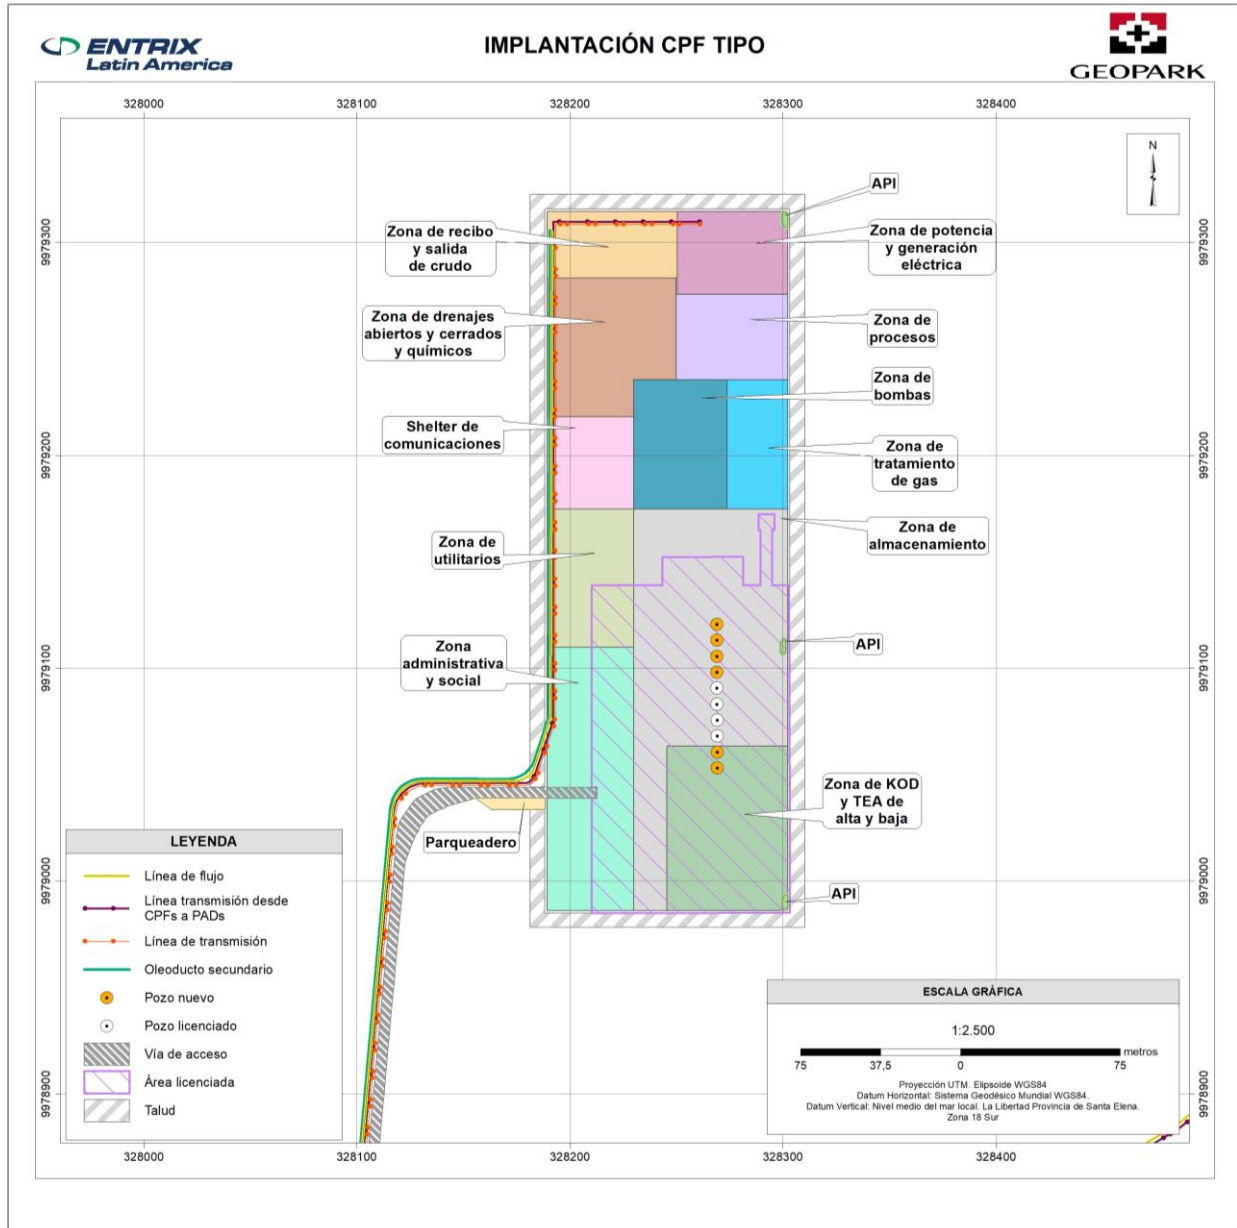 ENTRIX
Latin America
IMPLANTACIÓN CPF TIPO
GEOPARK
328000 328100 328200 328300 328400
9979300 9979300
9979200 9979200
9979100 9979100
9979000 9979000
9978900 9978900
N
API
Zona de recibo
y salida
de crudo
Zona de potencia
y generación
eléctrica
Zona de drenajes
abiertos y cerrados
y químicos
Zona de
procesos
Zona de
bombas
Shelter de
comunicaciones
Zona de
tratamiento
de gas
Zona de
utilitarios
Zona de
almacenamiento
Zona
administrativa
y social
API
Zona de KOD
y TEA de
alta y baja
Parqueadero
API
LEYENDA
Línea de flujo
Línea transmisión desde
CPFs a PADs
Línea de transmisión
Oleoducto secundario
Pozo nuevo
Pozo licenciado
Vía de acceso
Área licenciada
Talud
ESCALA GRÁFICA
1:2.500
75 37,5 0 75 metros
Proyección UTM. Elipsoide WGS84
Datum Horizontal: Sistema Geodésico Mundial WGS84.
Datum Vertical: Nivel medio del mar local. La Libertad Provincia de Santa Elena.
Zona 18 Sur
328000 328100 328200 328300 328400